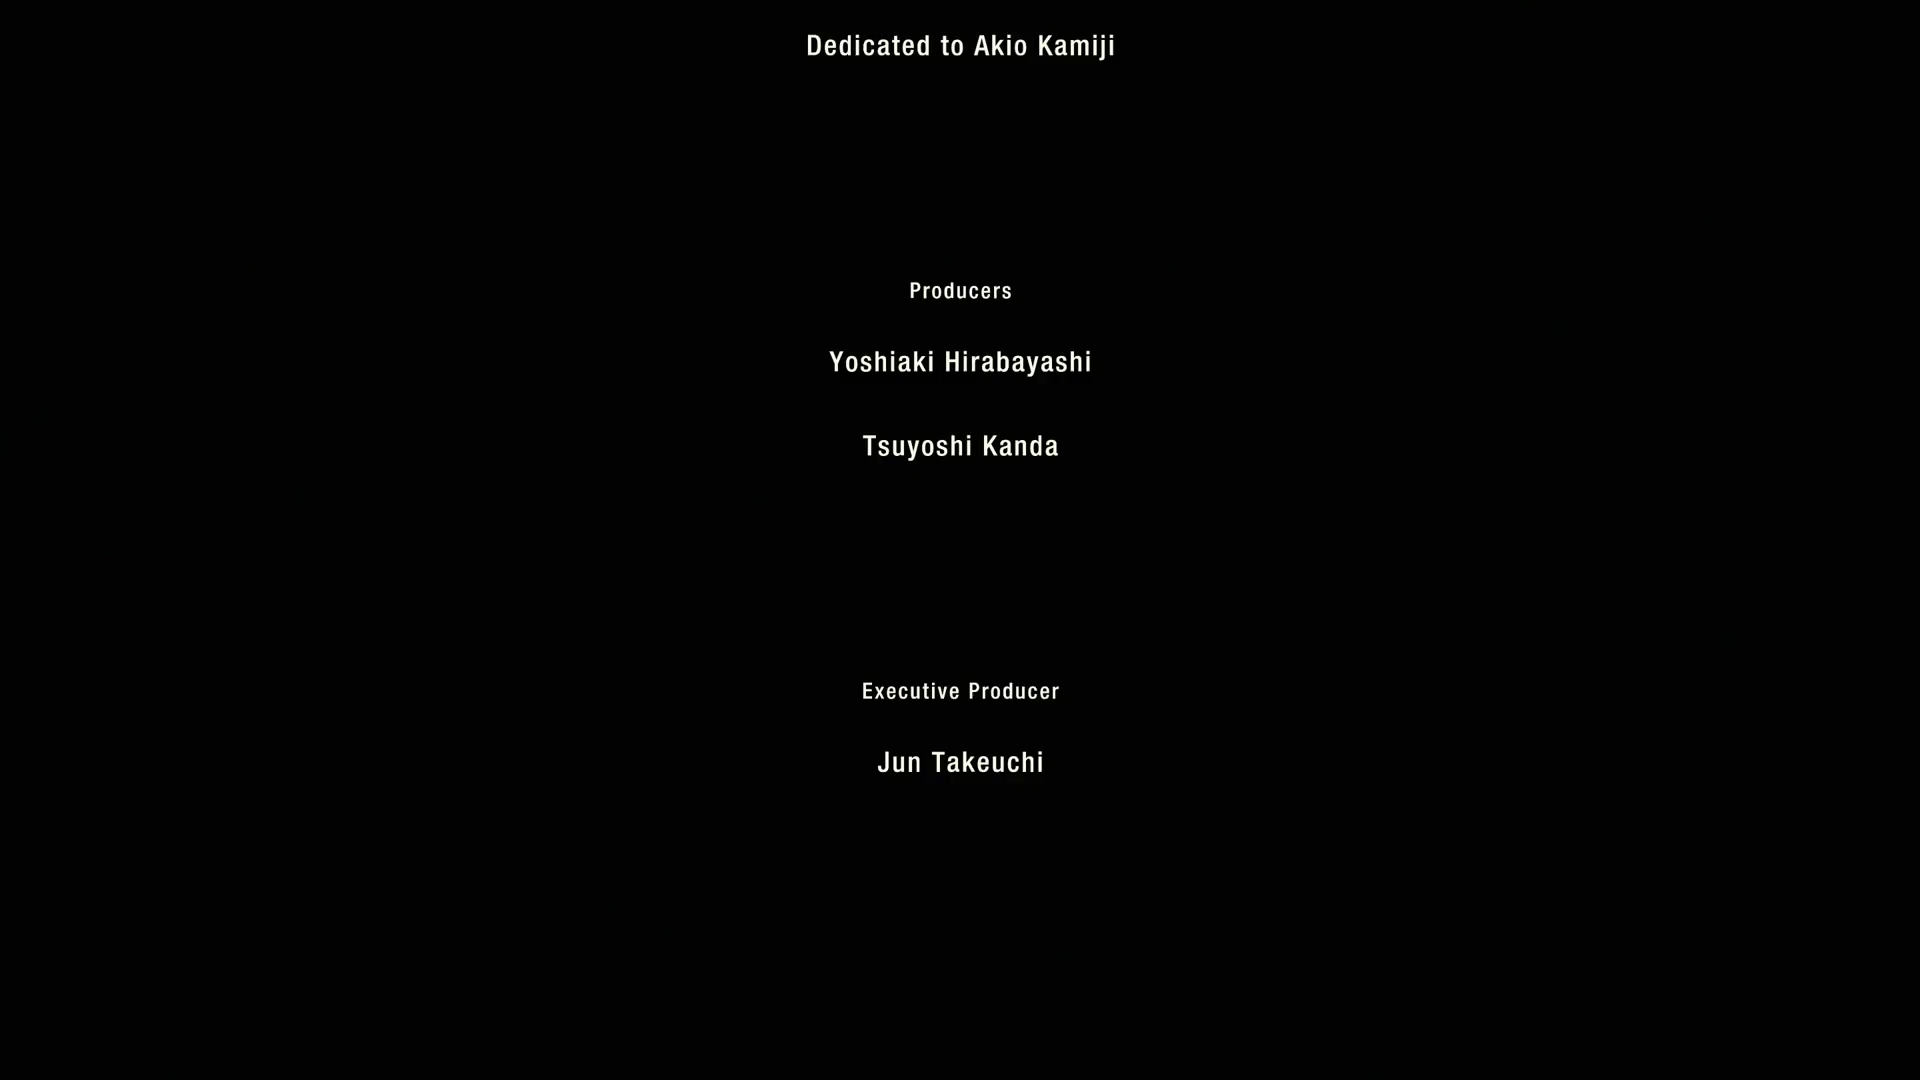 Dedicated to Akio Kamiji
Producers
Yoshiaki Hirabayashi
Tsuyoshi Kanda
Executive Producer
Jun Takeuchi